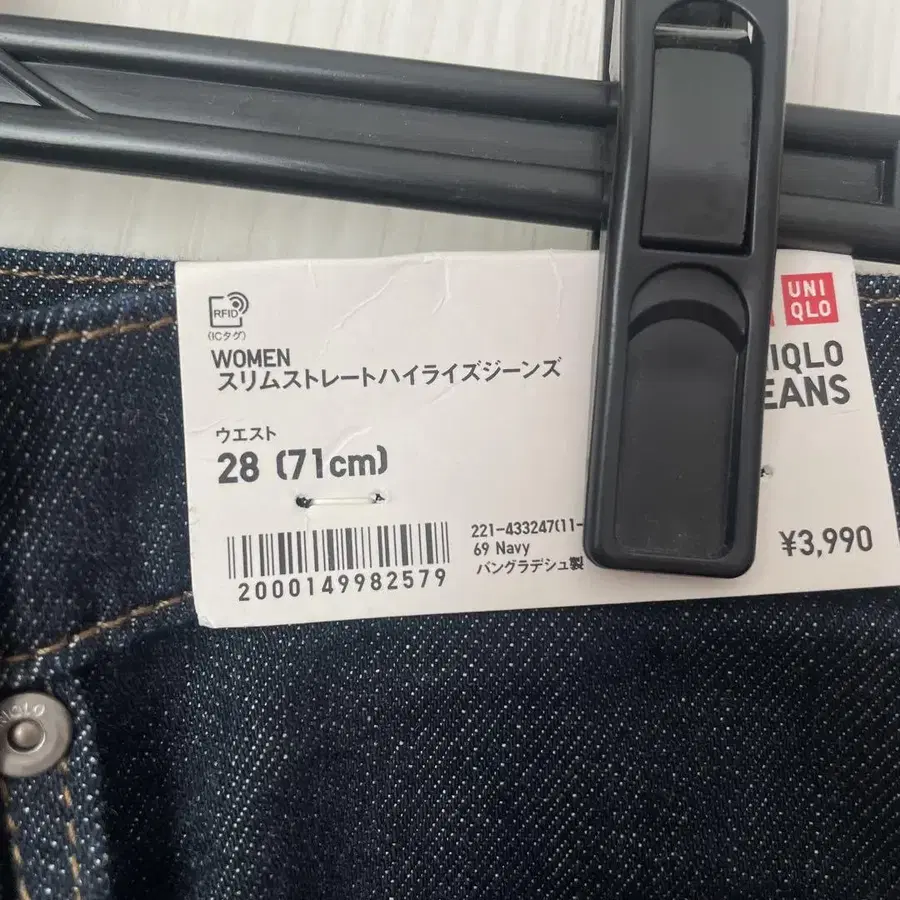 RFID
(ICタグ)
WOMEN
スリムストレートハイライズジーンズ
ウエスト
28 (71cm)
2000149982579
221-433247(11-
69 Navy
バングラデシュ製
UNI
QLO
IQLO
EANS
¥3,990
IQLO